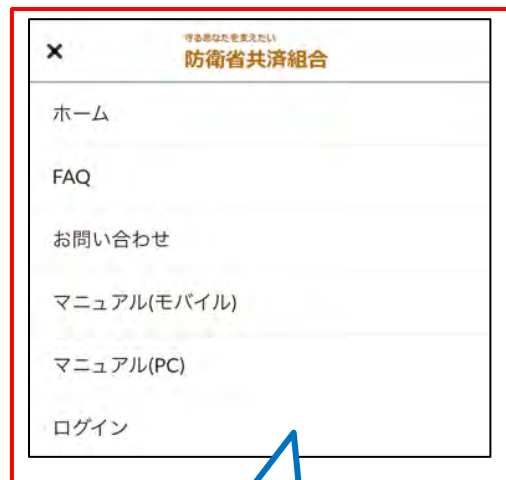 ×
守るあなたを支えたい
防衛省共済組合
ホーム
FAQ
お問い合わせ
マニュアル(モバイル)
マニュアル(PC)
ログイン